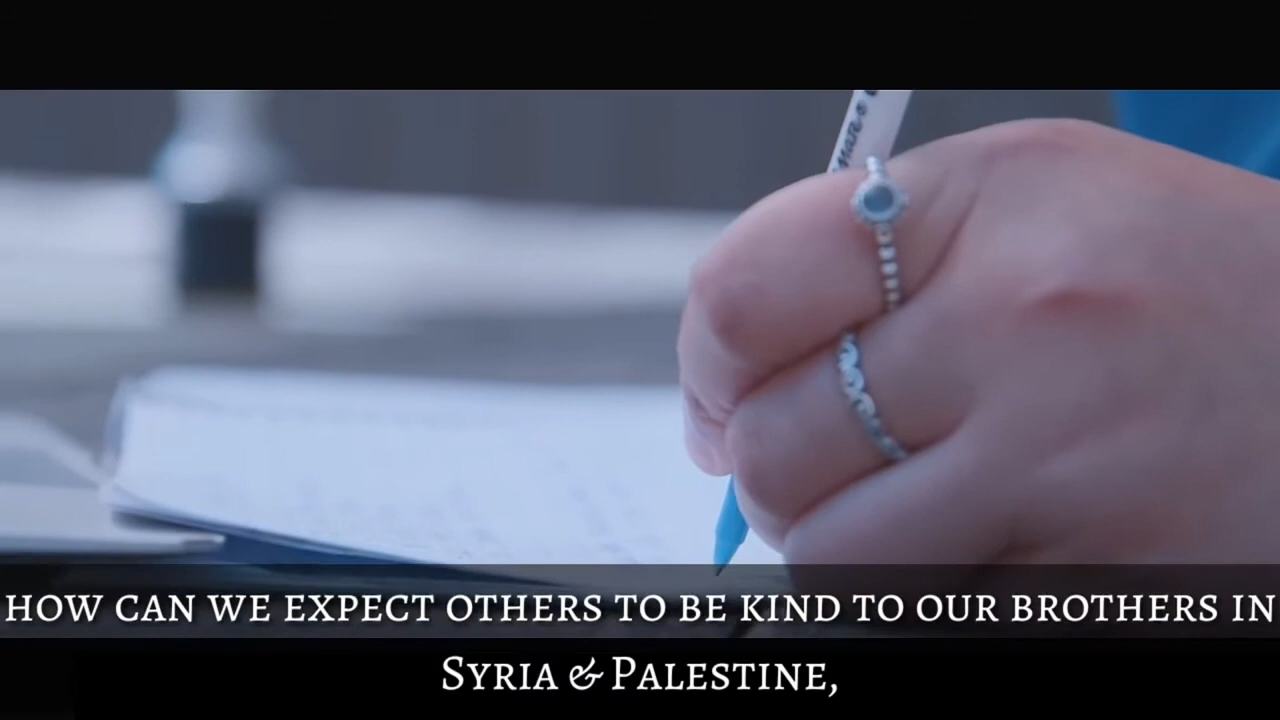 HOW CAN WE EXPECT OTHERS TO BE KIND TO OUR BROTHERS IN
SYRIA & PALESTINE,